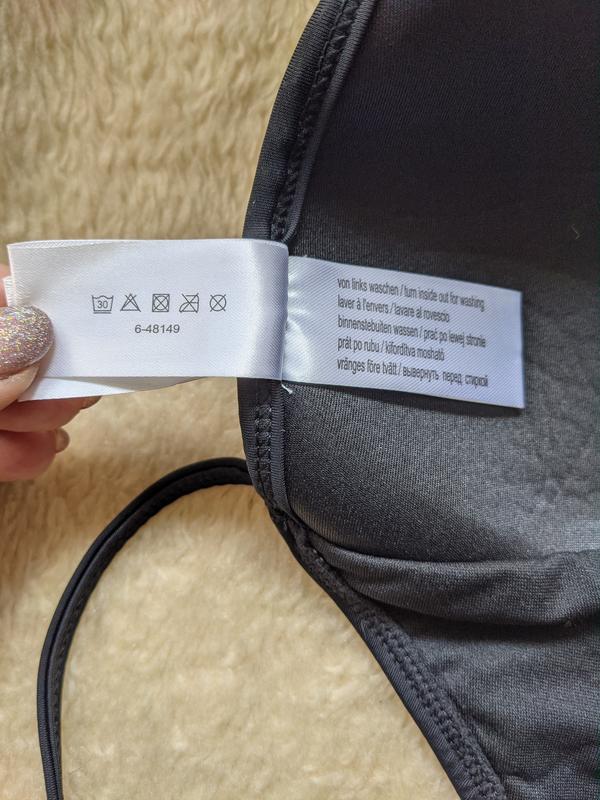 30
6-48149
von links waschen / turn inside out for washing
laver à l'envers / lavare al rovescio
binnenstebuiten wassen / prać po lewej stronie
prát po rubu / kifordítva mosható
vränges före tvätt / вывернуть перед стиркой